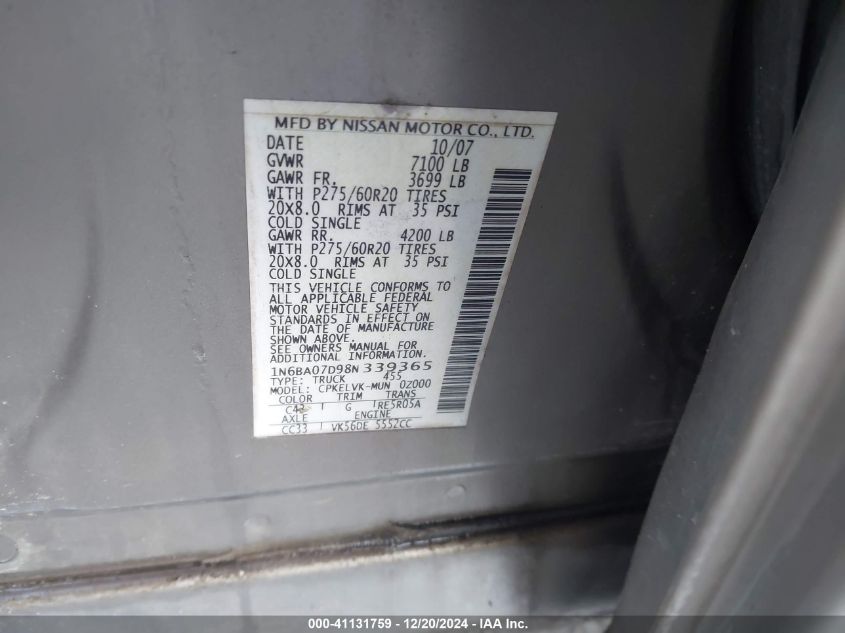 MFD BY NISSAN MOTOR CO., LTD.
DATE 10/07
GVWR 7100 LB
GAWR FR. 3699 LB
WITH P275/60R20 TIRES
20X8.0 RIMS AT 35 PSI
COLD SINGLE
GAWR RR. 4200 LB
WITH P275/60R20 TIRES
20X8.0 RIMS AT 35 PSI
COLD SINGLE
THIS VEHICLE CONFORMS TO
ALL APPLICABLE FEDERAL
MOTOR VEHICLE SAFETY
STANDARDS IN EFFECT ON
THE DATE OF MANUFACTURE
SHOWN ABOVE.
SEE OWNERS MANUAL FOR
ADDITIONAL INFORMATION.
1N6BA07D98N 339365
TYPE: TRUCK 455
MODEL: CPKELVK-MUN 02000
COLOR TRIM TRANS
G RE5R05A
AXLE ENGINE
CC33 VK56DE 5552CC
000-41131759 - 12/20/2024 - IAA Inc.